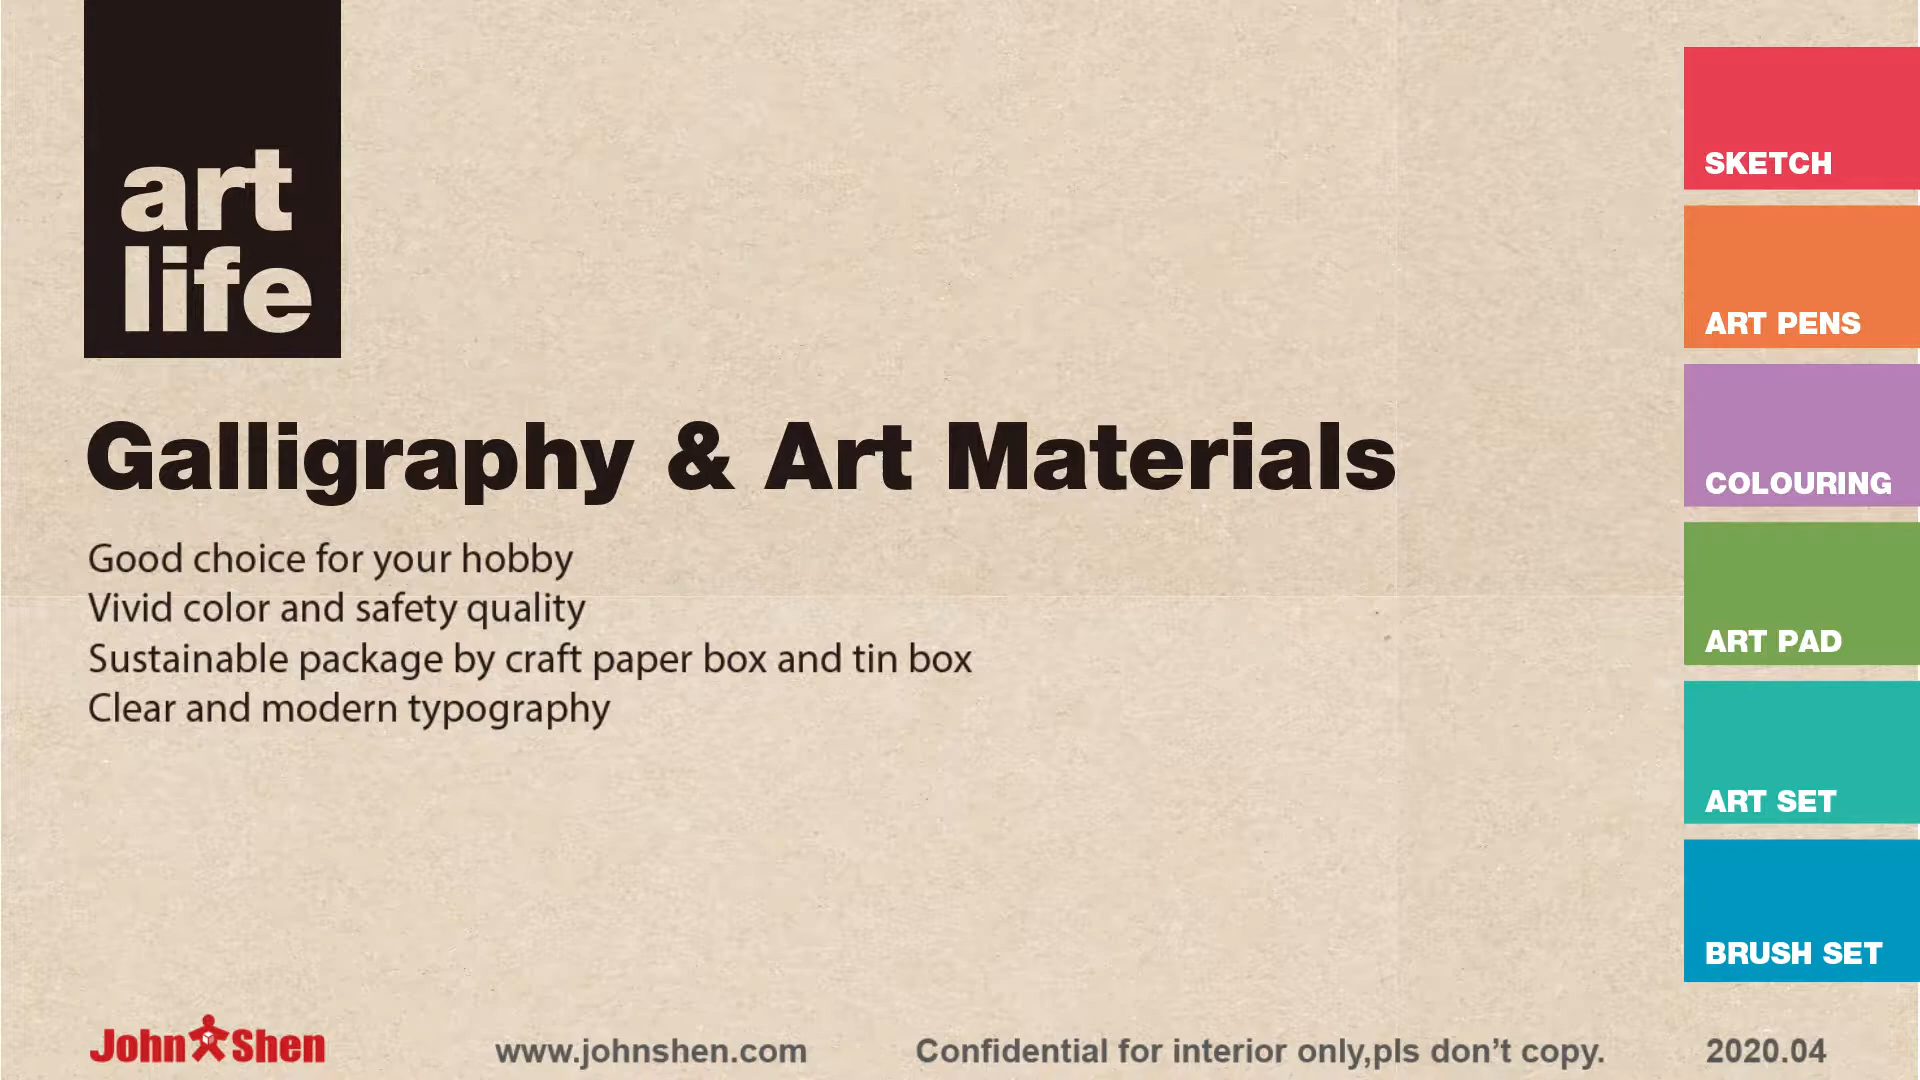 art
life
Galligraphy & Art Materials
Good choice for your hobby
Vivid color and safety quality
Sustainable package by craft paper box and tin box
Clear and modern typography
SKETCH
ART PENS
COLOURING
ART PAD
ART SET
BRUSH SET
John Shen
www.johnshen.com
Confidential for interior only,pls don’t copy.
2020.04